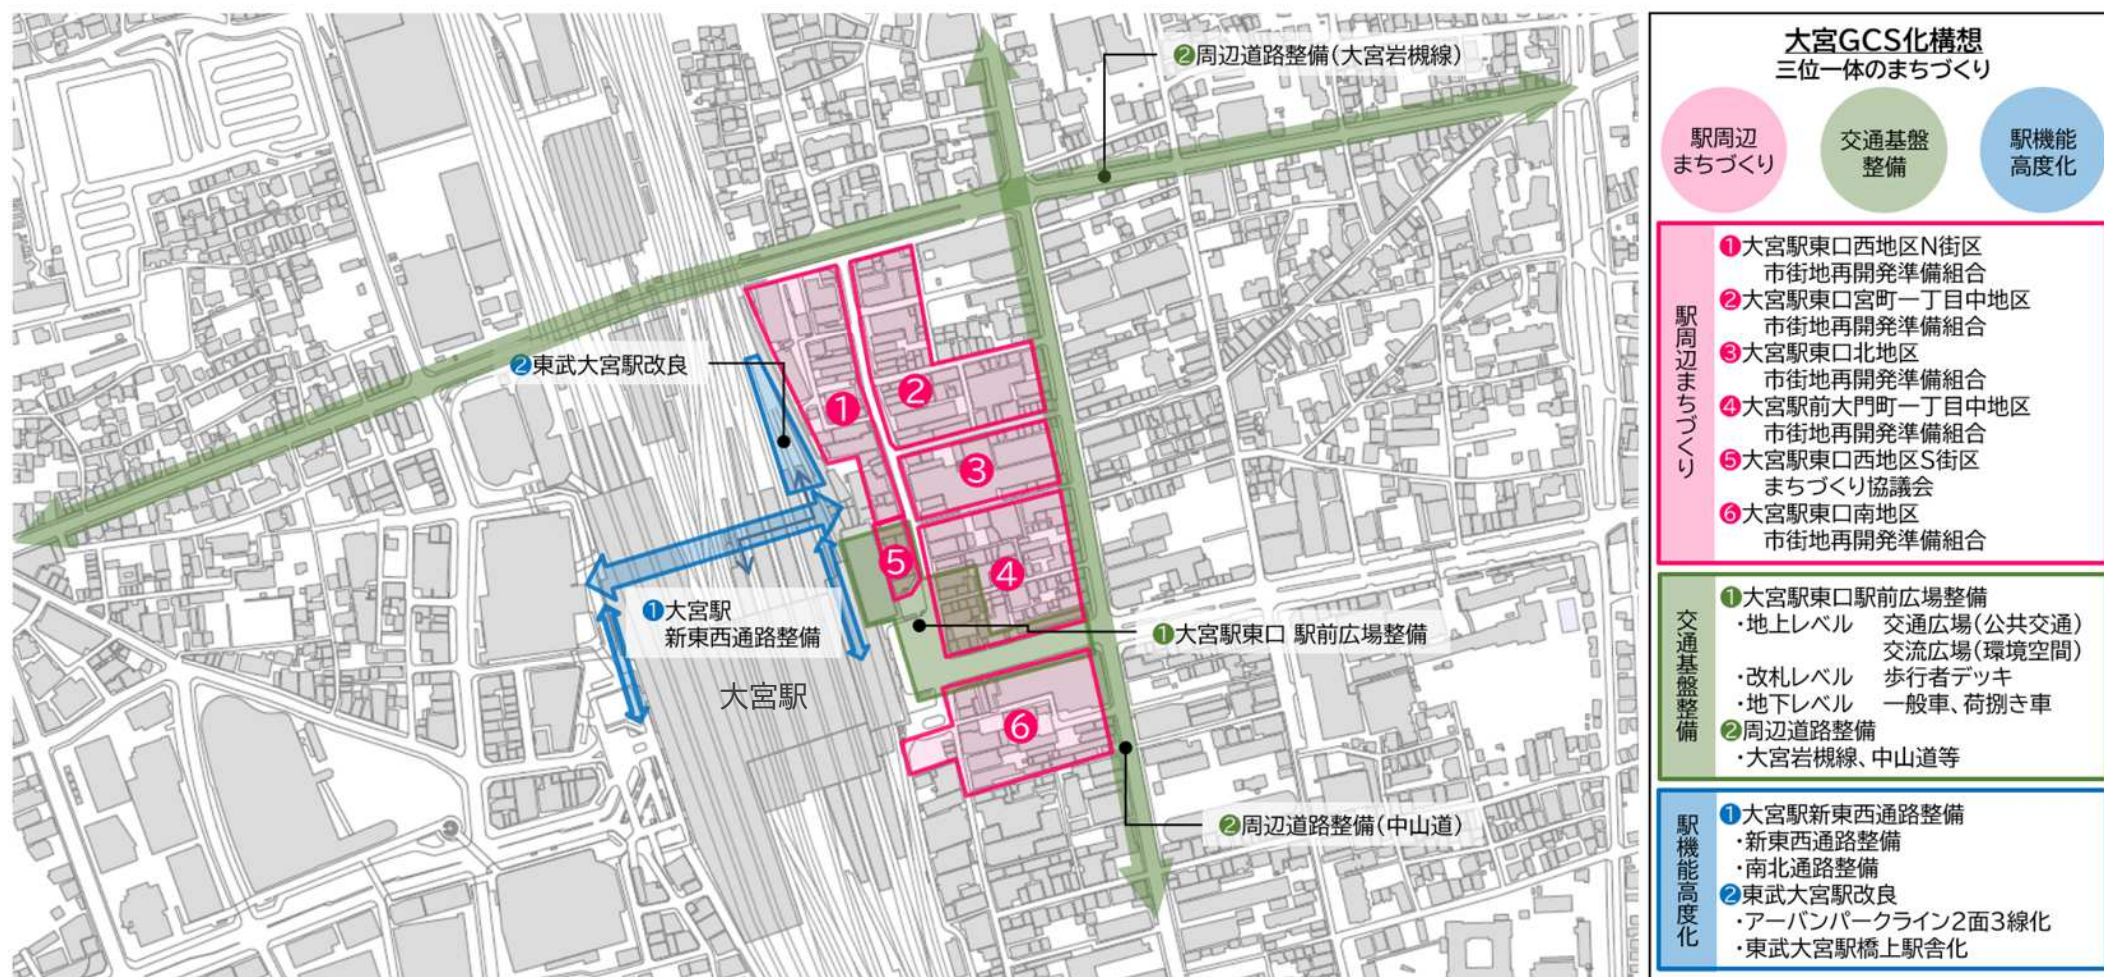 ❷周辺道路整備(大宮岩槻線)
❷東武大宮駅改良
❶
❷
❸
❹
❺
❻
❶大宮駅
新東西通路整備
大宮駅
❶大宮駅東口 駅前広場整備
❷周辺道路整備(中山道)
大宮GCS化構想
三位一体のまちづくり
駅周辺
まちづくり
交通基盤
整備
駅機能
高度化
駅周辺まちづくり
❶大宮駅東口西地区N街区
市街地再開発準備組合
❷大宮駅東口宮町一丁目中地区
市街地再開発準備組合
❸大宮駅東口北地区
市街地再開発準備組合
❹大宮駅前大門町一丁目中地区
市街地再開発準備組合
❺大宮駅東口西地区S街区
まちづくり協議会
❻大宮駅東口南地区
市街地再開発準備組合
交通基盤整備
❶大宮駅東口駅前広場整備
・地上レベル 交通広場(公共交通)
交流広場(環境空間)
・改札レベル 歩行者デッキ
・地下レベル 一般車、荷捌き車
❷周辺道路整備
・大宮岩槻線、中山道等
駅機能高度化
❶大宮駅新東西通路整備
・新東西通路整備
・南北通路整備
❷東武大宮駅改良
・アーバンパークライン2面3線化
・東武大宮駅橋上駅舎化